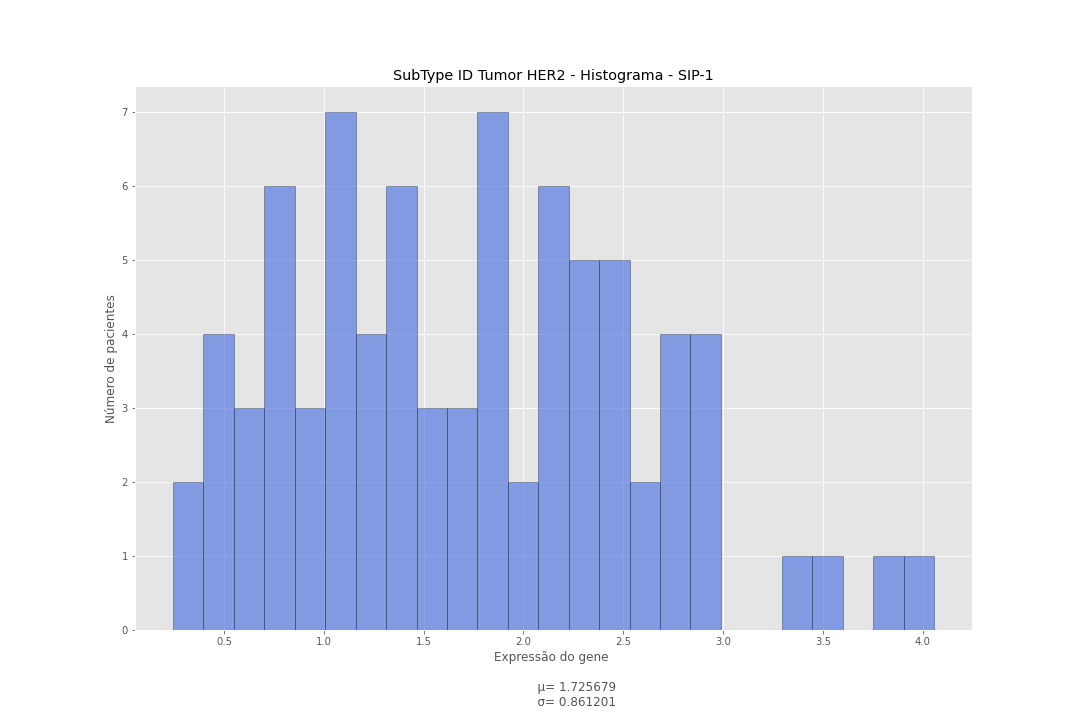 SubType ID Tumor HER2 - Histograma - SIP-1
Número de pacientes
7
6
5
4
3
2
1
0
0.5 1.0 1.5 2.0 2.5 3.0 3.5 4.0
Expressão do gene
μ= 1.725679
σ= 0.861201